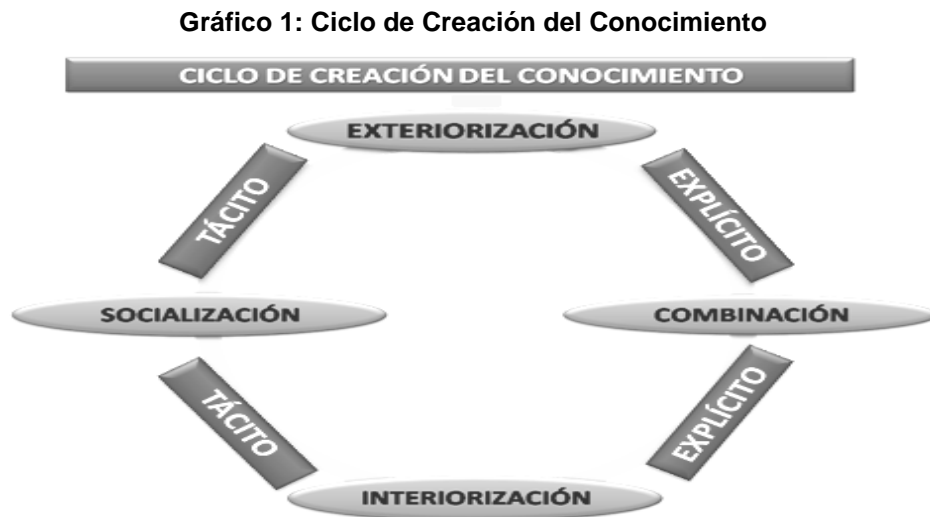 Gráfico 1: Ciclo de Creación del Conocimiento
CICLO DE CREACIÓN DEL CONOCIMIENTO
EXTERIORIZACIÓN
TÁCITO
EXPLÍCITO
SOCIALIZACIÓN
COMBINACIÓN
TÁCITO
EXPLÍCITO
INTERIORIZACIÓN